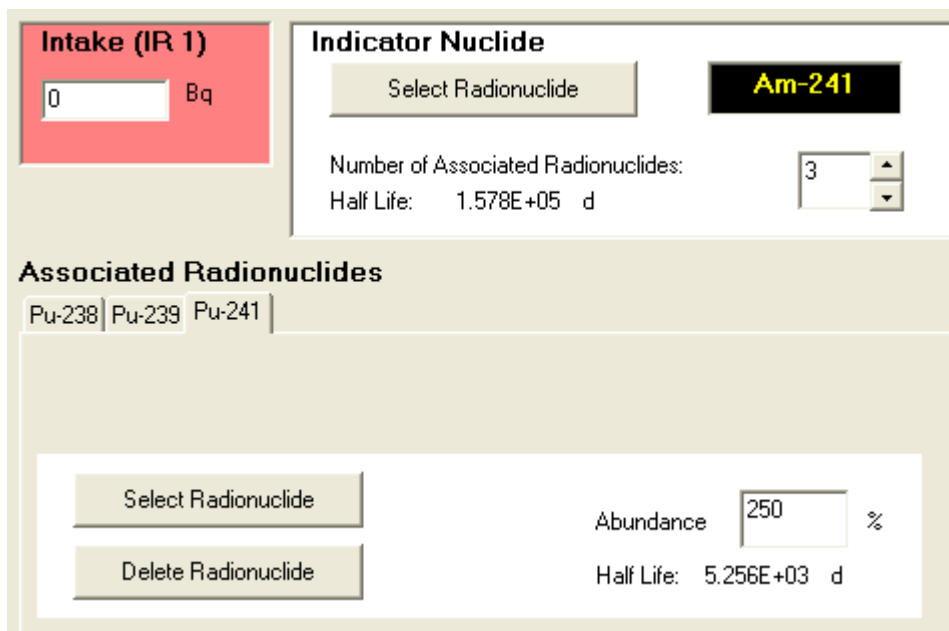 Intake (IR 1)
0 Bq
Indicator Nuclide
Select Radionuclide
Am-241
Number of Associated Radionuclides:
3
Half Life: 1.578E+05 d
Associated Radionuclides
Pu-238 Pu-239 Pu-241
Select Radionuclide
Abundance 250 %
Delete Radionuclide
Half Life: 5.256E+03 d